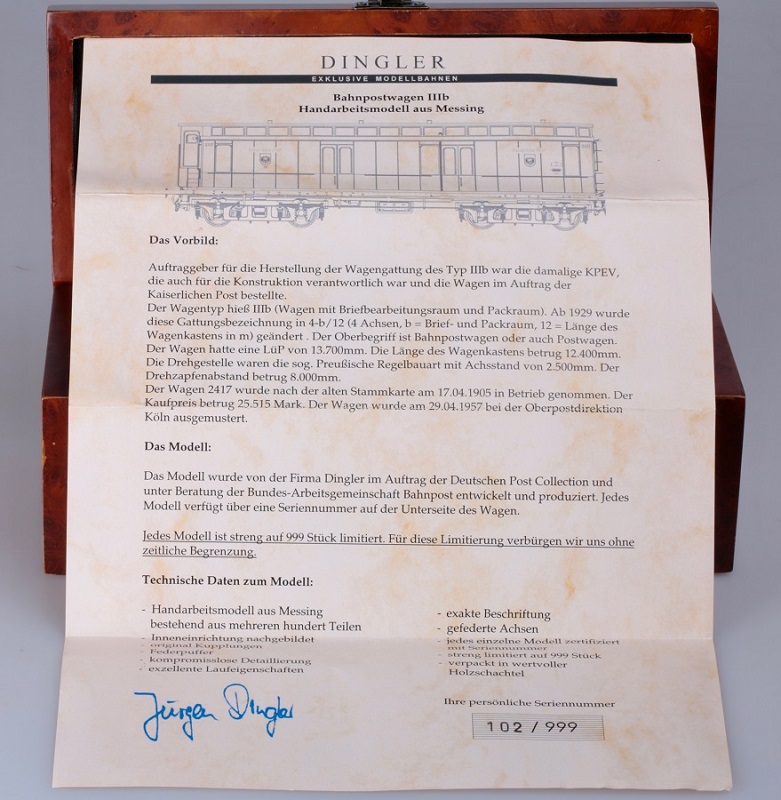 DINGLER
EXKLUSIVE MODELLBAHNEN
Bahnpostwagen IIIb
Handarbeitsmodell aus Messing
Das Vorbild:
Auftraggeber für die Herstellung der Wagengattung des Typ IIIb war die damalige KPEV,
die auch für die Konstruktion verantwortlich war und die Wagen im Auftrag der
Kaiserlichen Post bestellte.
Der Wagentyp hieß IIIb (Wagen mit Briefbearbeitungsraum und Packraum). Ab 1929 wurde
diese Gattungsbezeichnung in 4-b/12 (4 Achsen, b = Brief- und Packraum, 12 = Länge des
Wagenkastens in m) geändert . Der Oberbegriff ist Bahnpostwagen oder auch Postwagen.
Der Wagen hatte eine LüP von 13.700mm. Die Länge des Wagenkastens betrug 12.400mm.
Die Drehgestelle waren die sog. Preußische Regelbauart mit Achsstand von 2.500mm. Der
Drehzapfenabstand betrug 8.000mm.
Der Wagen 2417 wurde nach der alten Stammkarte am 17.04.1905 in Betrieb genommen. Der
Kaufpreis betrug 25.515 Mark. Der Wagen wurde am 29.04.1957 bei der Oberpostdirektion
Köln ausgemustert.
Das Modell:
Das Modell wurde von der Firma Dingler im Auftrag der Deutschen Post Collection und
unter Beratung der Bundes-Arbeitsgemeinschaft Bahnpost entwickelt und produziert. Jedes
Modell verfügt über eine Seriennummer auf der Unterseite des Wagen.
Jedes Modell ist streng auf 999 Stück limitiert. Für diese Limitierung verbürgen wir uns ohne
zeitliche Begrenzung.
Technische Daten zum Modell:
- Handarbeitsmodell aus Messing
bestehend aus mehreren hundert Teilen
- Inneneinrichtung nachgebildet
- original Kupplungen
- Federpuffer
- kompromisslose Detaillierung
- exzellente Laufeigenschaften
- exakte Beschriftung
- gefederte Achsen
- jedes einzelne Modell zertifiziert
mit Seriennummer
- streng limitiert auf 999 Stück
- verpackt in wertvoller
Holzschachtel
Jürgen Dingler
Ihre persönliche Seriennummer
102 / 999